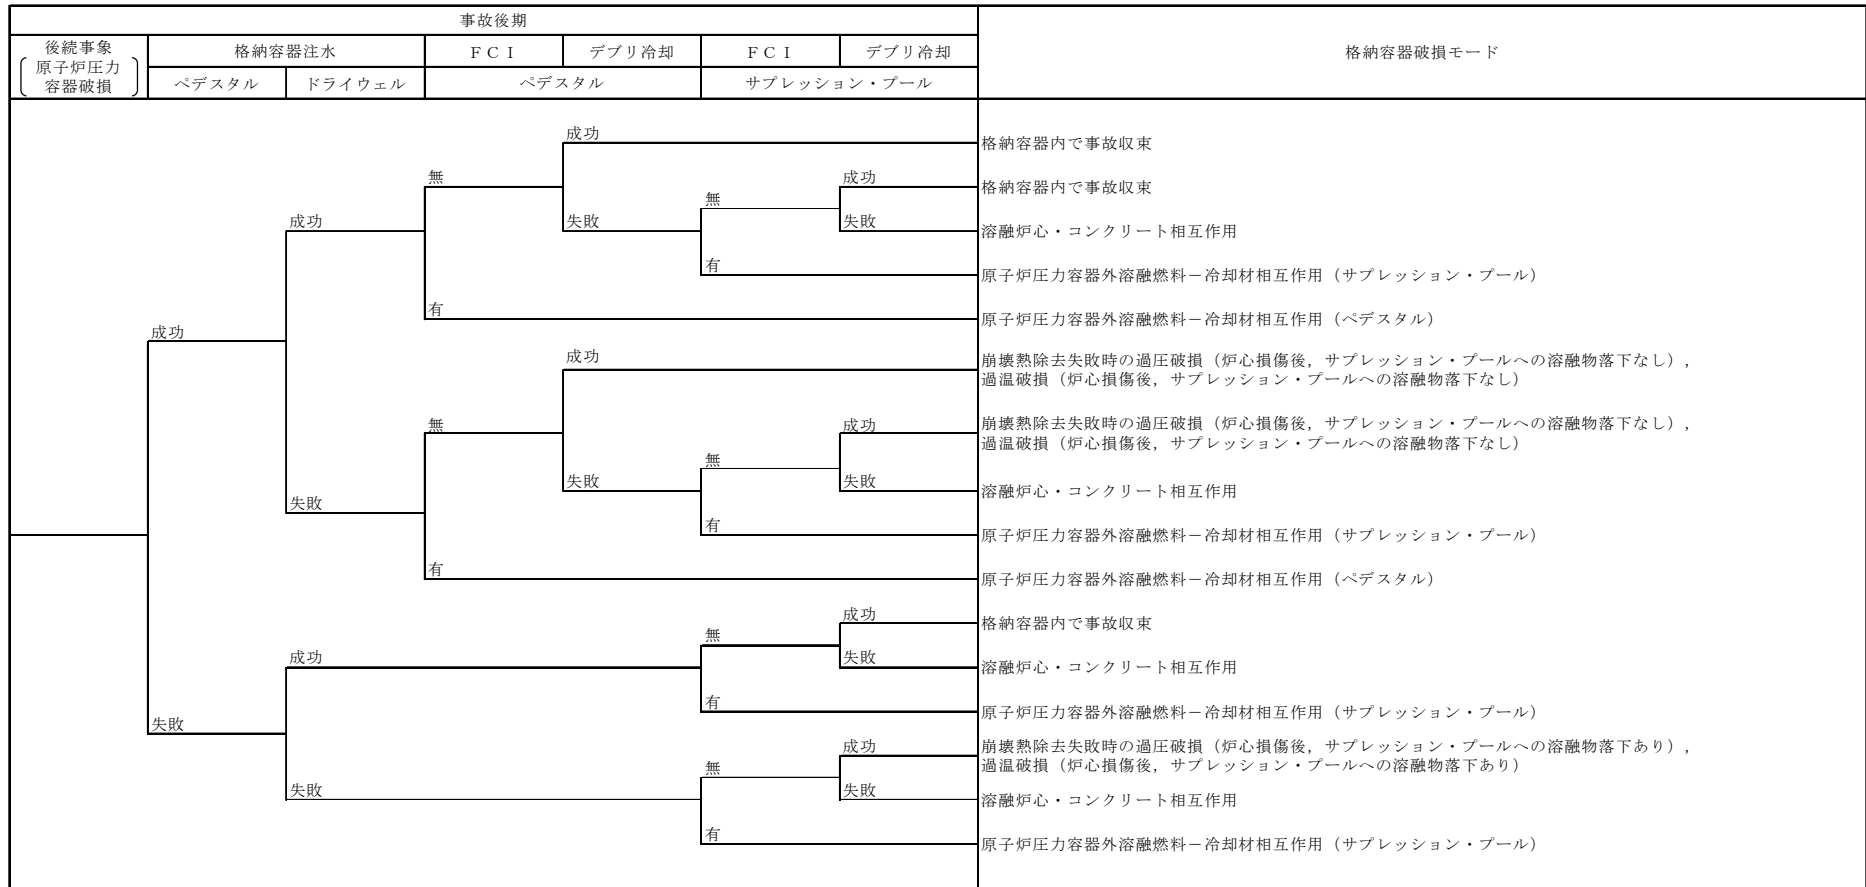 事故後期
後続事象
原子炉圧力
容器破損
格納容器注水
ＦＣＩ
デブリ冷却
ＦＣＩ
デブリ冷却
格納容器破損モード
ペデスタル
ドライウェル
ペデスタル
サプレッション・プール
成功
格納容器内で事故収束
無
成功
格納容器内で事故収束
無
成功
失敗
失敗
溶融炉心・コンクリート相互作用
有
原子炉圧力容器外溶融燃料－冷却材相互作用（サプレッション・プール）
有
原子炉圧力容器外溶融燃料－冷却材相互作用（ペデスタル）
成功
成功
崩壊熱除去失敗時の過圧破損（炉心損傷後，サプレッション・プールへの溶融物落下なし），
過温破損（炉心損傷後，サプレッション・プールへの溶融物落下なし）
無
成功
崩壊熱除去失敗時の過圧破損（炉心損傷後，サプレッション・プールへの溶融物落下なし），
過温破損（炉心損傷後，サプレッション・プールへの溶融物落下なし）
無
失敗
失敗
溶融炉心・コンクリート相互作用
失敗
有
原子炉圧力容器外溶融燃料－冷却材相互作用（サプレッション・プール）
有
原子炉圧力容器外溶融燃料－冷却材相互作用（ペデスタル）
成功
格納容器内で事故収束
無
成功
失敗
溶融炉心・コンクリート相互作用
有
原子炉圧力容器外溶融燃料－冷却材相互作用（サプレッション・プール）
失敗
成功
崩壊熱除去失敗時の過圧破損（炉心損傷後，サプレッション・プールへの溶融物落下あり），
過温破損（炉心損傷後，サプレッション・プールへの溶融物落下あり）
無
失敗
失敗
溶融炉心・コンクリート相互作用
有
原子炉圧力容器外溶融燃料－冷却材相互作用（サプレッション・プール）